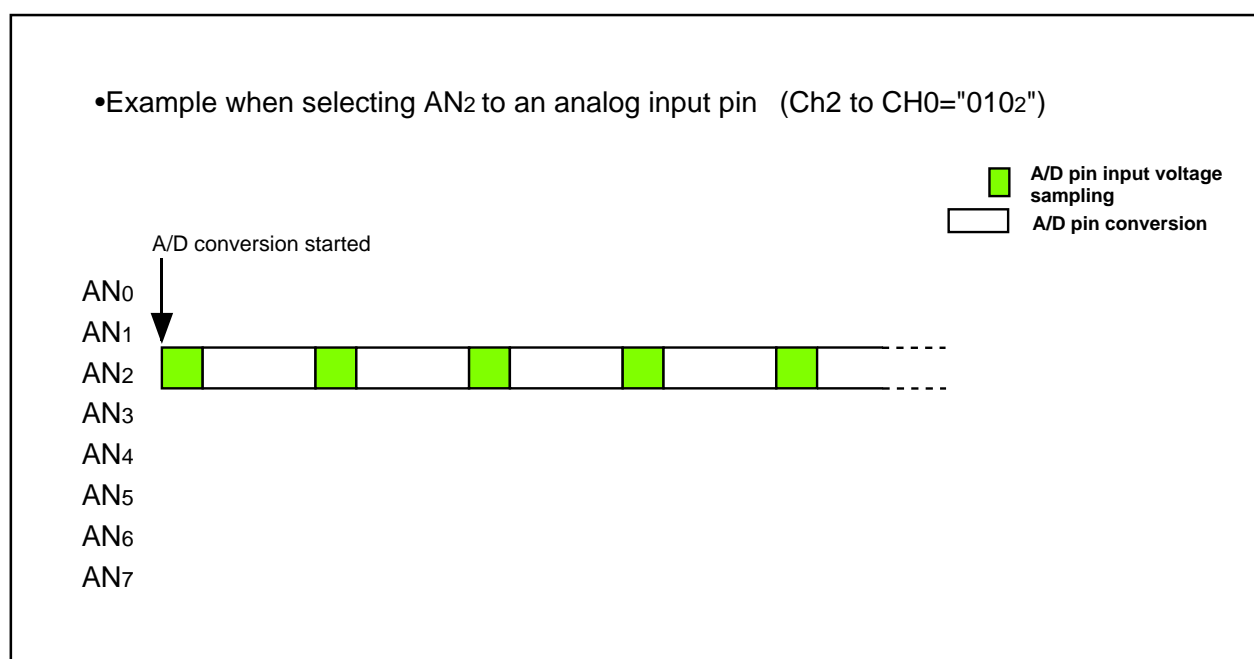 •Example when selecting AN2 to an analog input pin (Ch2 to CH0="0102")
A/D pin input voltage
sampling
A/D pin conversion
A/D conversion started
AN0
AN1
AN2
AN3
AN4
AN5
AN6
AN7